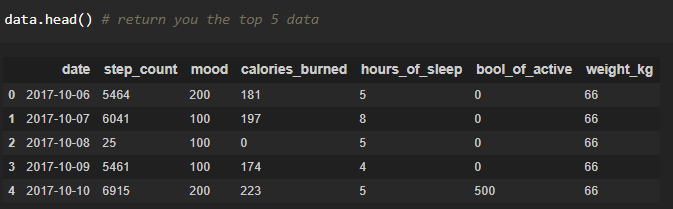 data.head() # return you the top 5 data
date step_count mood calories_burned hours_of_sleep bool_of_active weight_kg
0 2017-10-06 5464 200 181 5 0 66
1 2017-10-07 6041 100 197 8 0 66
2 2017-10-08 25 100 0 5 0 66
3 2017-10-09 5461 100 174 4 0 66
4 2017-10-10 6915 200 223 5 500 66